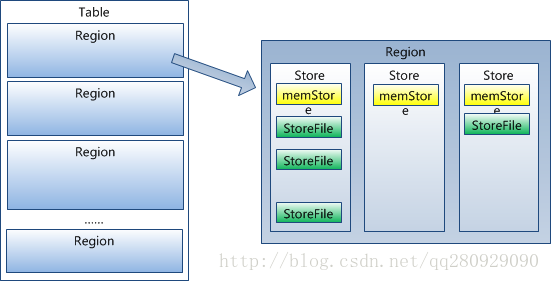 Table
Region
Region
Region
......
Region
Region
Store
memStor
e
StoreFile
StoreFile
StoreFile
Store
memStor
e
Store
memStor
e
StoreFile
http://blog.csdn.net/qq280929090